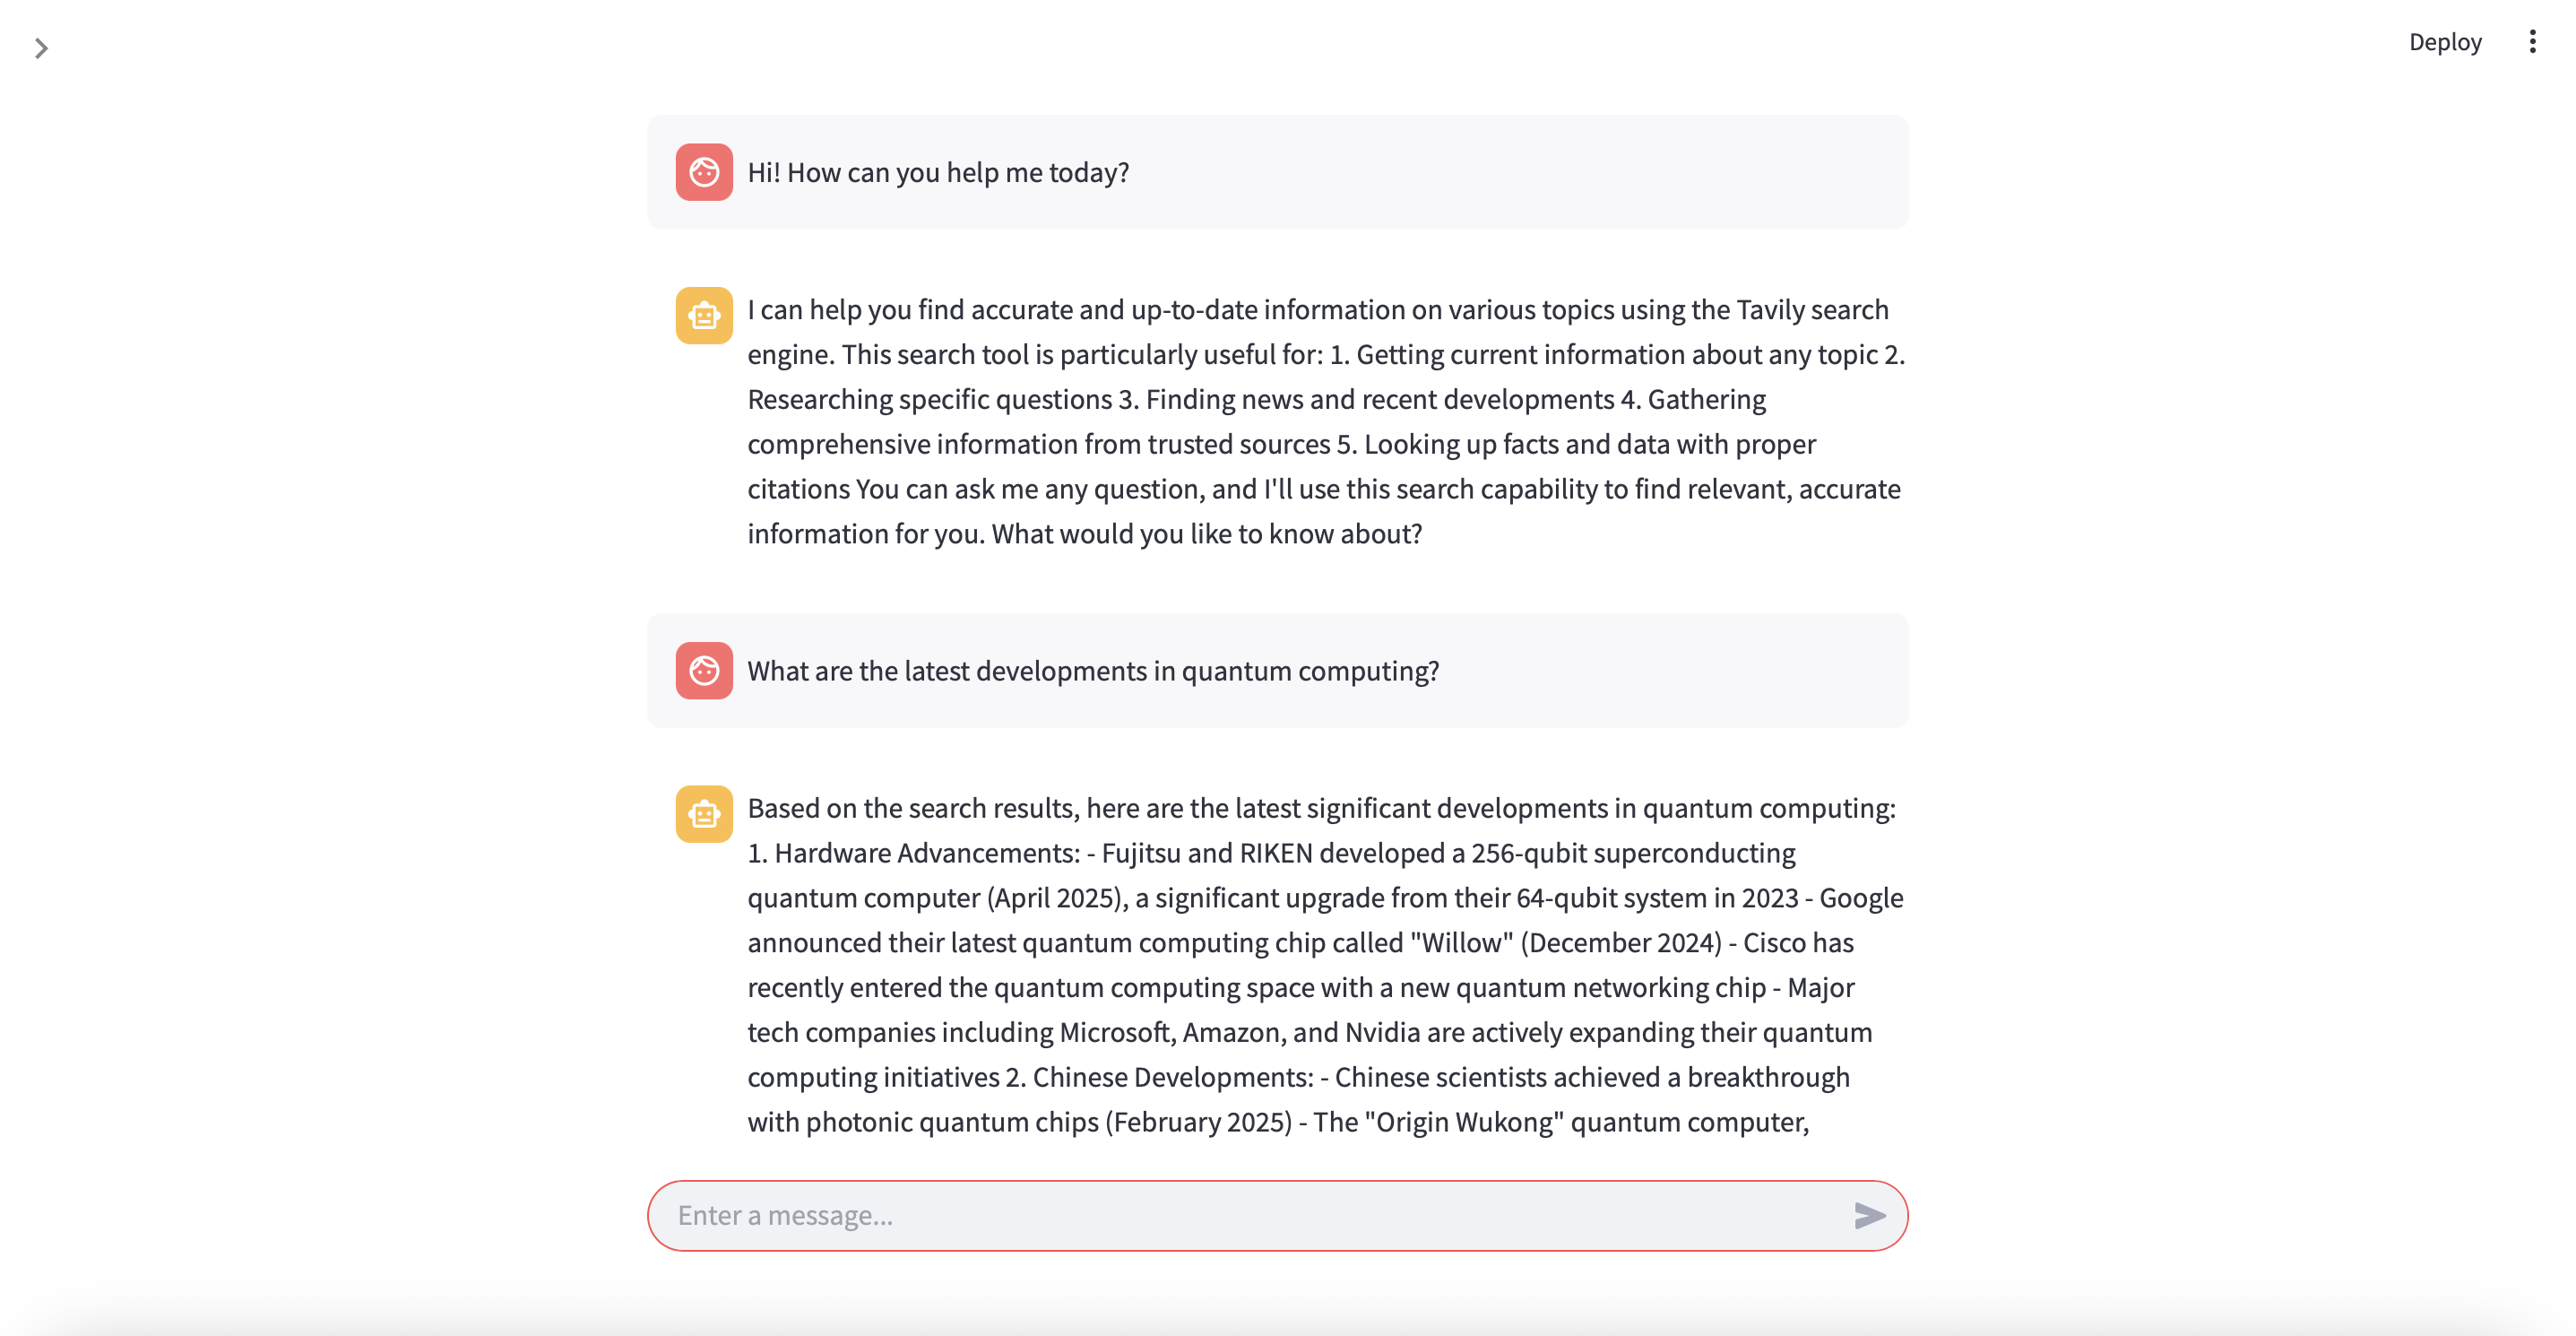 Deploy
Hi! How can you help me today?
I can help you find accurate and up-to-date information on various topics using the Tavily search
engine. This search tool is particularly useful for: 1. Getting current information about any topic 2.
Researching specific questions 3. Finding news and recent developments 4. Gathering
comprehensive information from trusted sources 5. Looking up facts and data with proper
citations You can ask me any question, and I'll use this search capability to find relevant, accurate
information for you. What would you like to know about?
What are the latest developments in quantum computing?
Based on the search results, here are the latest significant developments in quantum computing:
1. Hardware Advancements: - Fujitsu and RIKEN developed a 256-qubit superconducting
quantum computer (April 2025), a significant upgrade from their 64-qubit system in 2023 - Google
announced their latest quantum computing chip called "Willow" (December 2024) - Cisco has
recently entered the quantum computing space with a new quantum networking chip - Major
tech companies including Microsoft, Amazon, and Nvidia are actively expanding their quantum
computing initiatives 2. Chinese Developments: - Chinese scientists achieved a breakthrough
with photonic quantum chips (February 2025) - The "Origin Wukong" quantum computer,
Enter a message...